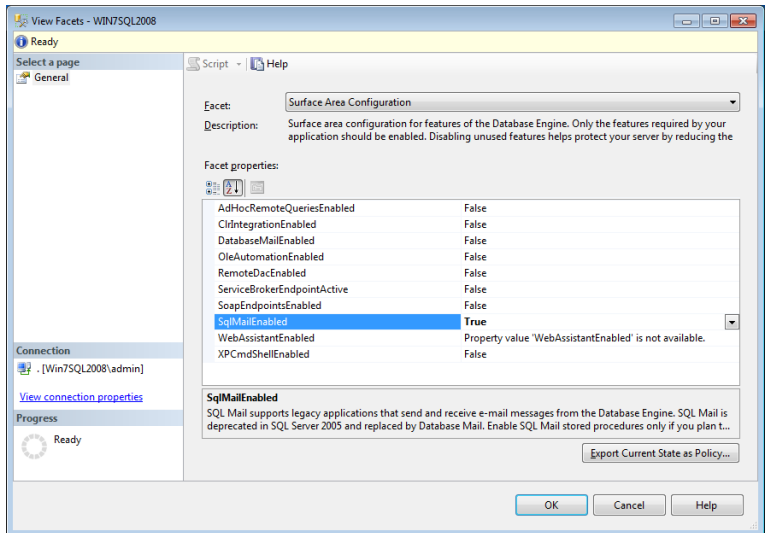 View Facets - WIN7SQL2008
Ready
Select a page
General
Script Help
Facet: Surface Area Configuration
Description: Surface area configuration for features of the Database Engine. Only the features required by your
application should be enabled. Disabling unused features helps protect your server by reducing the
Facet properties:
AdHocRemoteQueriesEnabled False
ClrIntegrationEnabled False
DatabaseMailEnabled False
OleAutomationEnabled False
RemoteDacEnabled False
ServiceBrokerEndpointActive False
SoapEndpointsEnabled False
SqlMailEnabled True
WebAssistantEnabled Property value 'WebAssistantEnabled' is not available.
XPCmdShellEnabled False
Connection
. [Win7SQL2008\admin]
View connection properties
Progress
Ready
SqlMailEnabled
SQL Mail supports legacy applications that send and receive e-mail messages from the Database Engine. SQL Mail is
deprecated in SQL Server 2005 and replaced by Database Mail. Enable SQL Mail stored procedures only if you plan t...
Export Current State as Policy...
OK Cancel Help